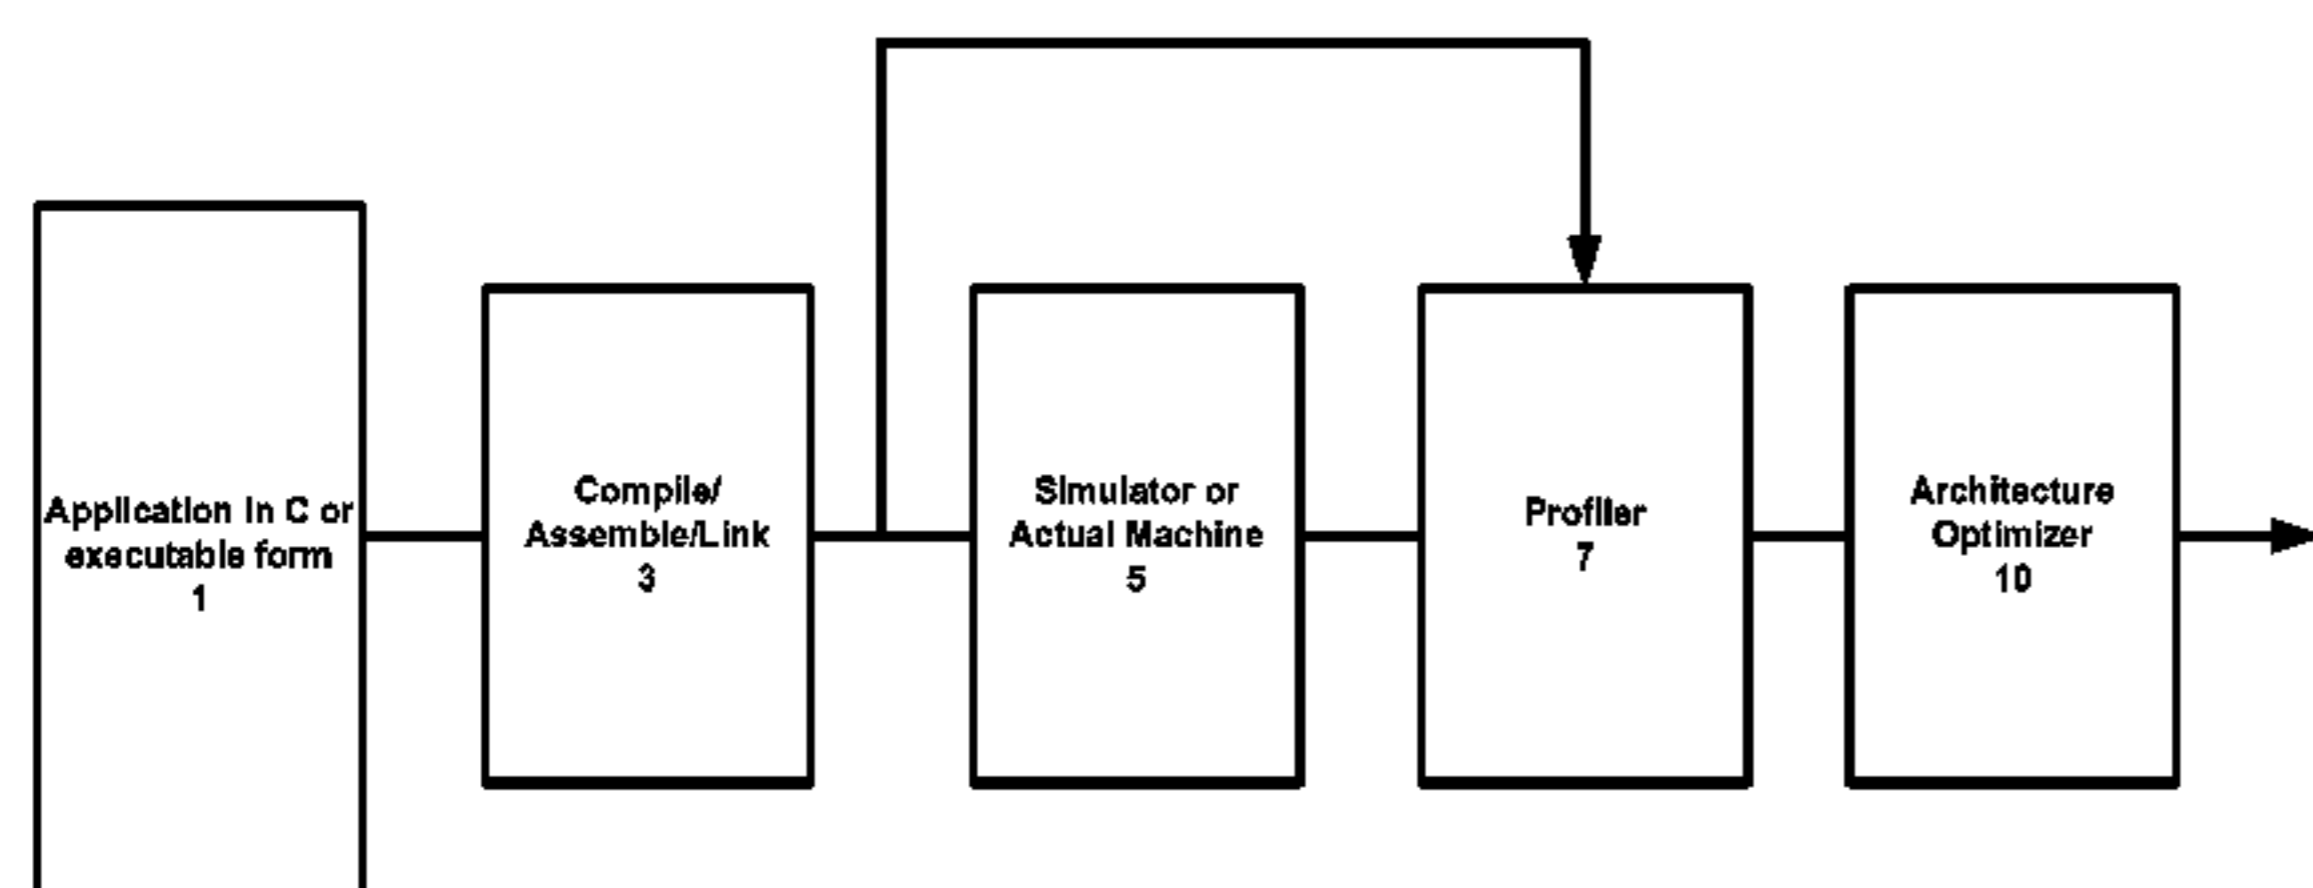 Application in C or
executable form
1
Compile/
Assemble/Link
3
Simulator or
Actual Machine
5
Profiler
7
Architecture
Optimizer
10